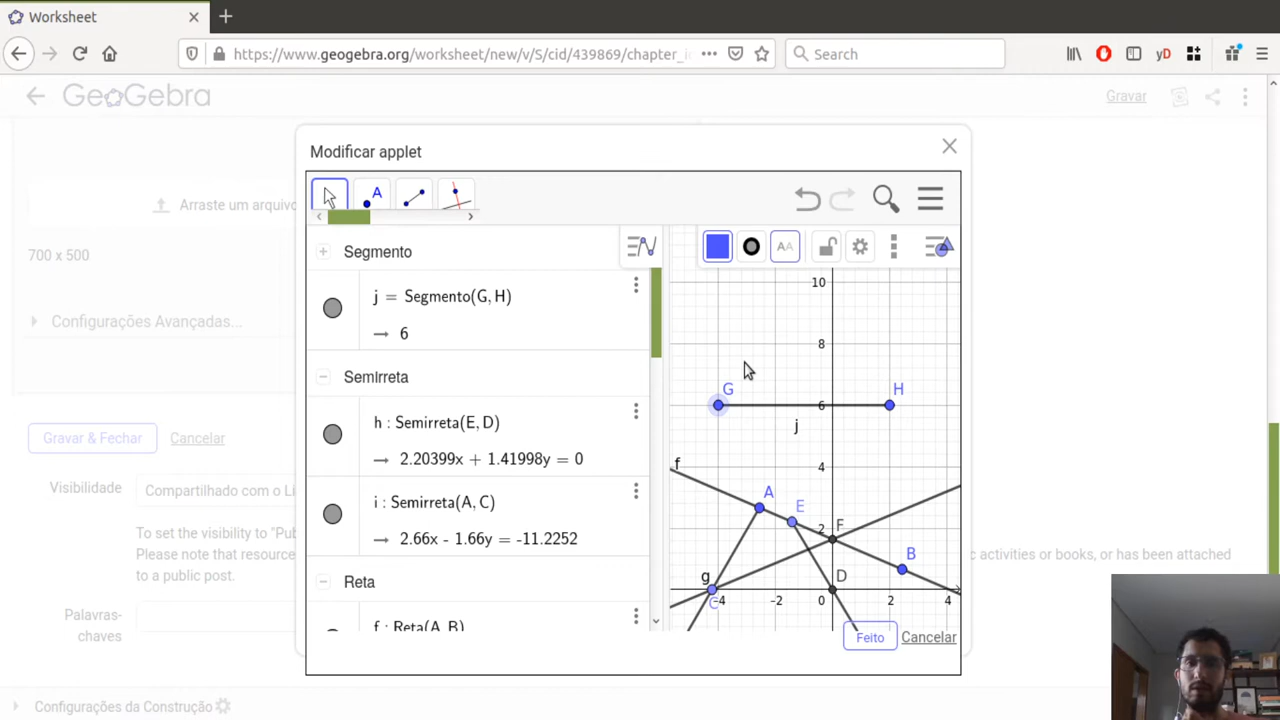 Worksheet
https://www.geogebra.org/worksheet/new/v/S/cid/439869/chapter_i
Search
yD
GeoGebra
Gravar
Modificar applet
A
Arraste um arquivo
700 x 500
Configurações Avançadas...
Gravar & Fechar
Cancelar
Visibilidade
Compartilhado com o Li
To set the visibility to "Pub
Please note that resource
c activities or books, or has been attached
to a public post.
Palavras-
chaves
Configurações da Construção
Segmento
j = Segmento(G, H)
→ 6
SemIrreta
h : Semirreta(E, D)
→ 2.20399x + 1.41998y = 0
i : Semirreta(A, C)
→ 2.66x - 1.66y = -11.2252
Reta
f : Reta(A, B)
AA
10
8
G
H
6
j
4
f
A
E
2
F
B
g
D
C
-4
-2
0
2
4
Feito
Cancelar